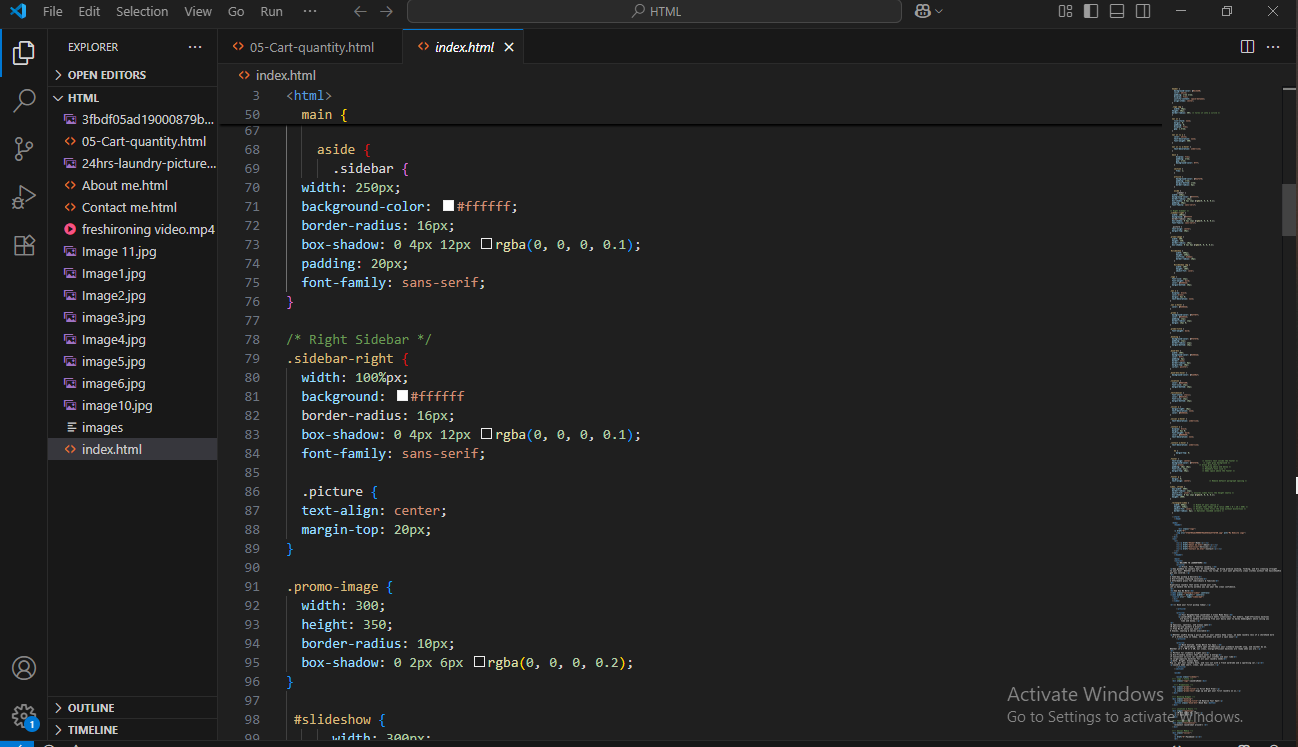 File Edit Selection View Go Run ··· HTML
EXPLORER ···
OPEN EDITORS
HTML
3fbdf05ad19000879b...
05-Cart-quantity.html
24hrs-laundry-picture...
About me.html
Contact me.html
freshironing video.mp4
Image 11.jpg
Image1.jpg
Image2.jpg
image3.jpg
Image4.jpg
image5.jpg
image6.jpg
image10.jpg
images
index.html
OUTLINE
TIMELINE
1
05-Cart-quantity.html index.html
index.html
3 <html>
50 main {
67
68 aside {
69 .sidebar {
70 width: 250px;
71 background-color: #ffffff;
72 border-radius: 16px;
73 box-shadow: 0 4px 12px rgba(0, 0, 0, 0.1);
74 padding: 20px;
75 font-family: sans-serif;
76 }
77
78 /* Right Sidebar */
79 .sidebar-right {
80 width: 100%px;
81 background: #ffffff
82 border-radius: 16px;
83 box-shadow: 0 4px 12px rgba(0, 0, 0, 0.1);
84 font-family: sans-serif;
85
86 .picture {
87 text-align: center;
88 margin-top: 20px;
89 }
90
91 .promo-image {
92 width: 300;
93 height: 350;
94 border-radius: 10px;
95 box-shadow: 0 2px 6px rgba(0, 0, 0, 0.2);
96 }
97
98 #slideshow {
99 width: 300px;
Activate Windows
Go to Settings to activate Windows.